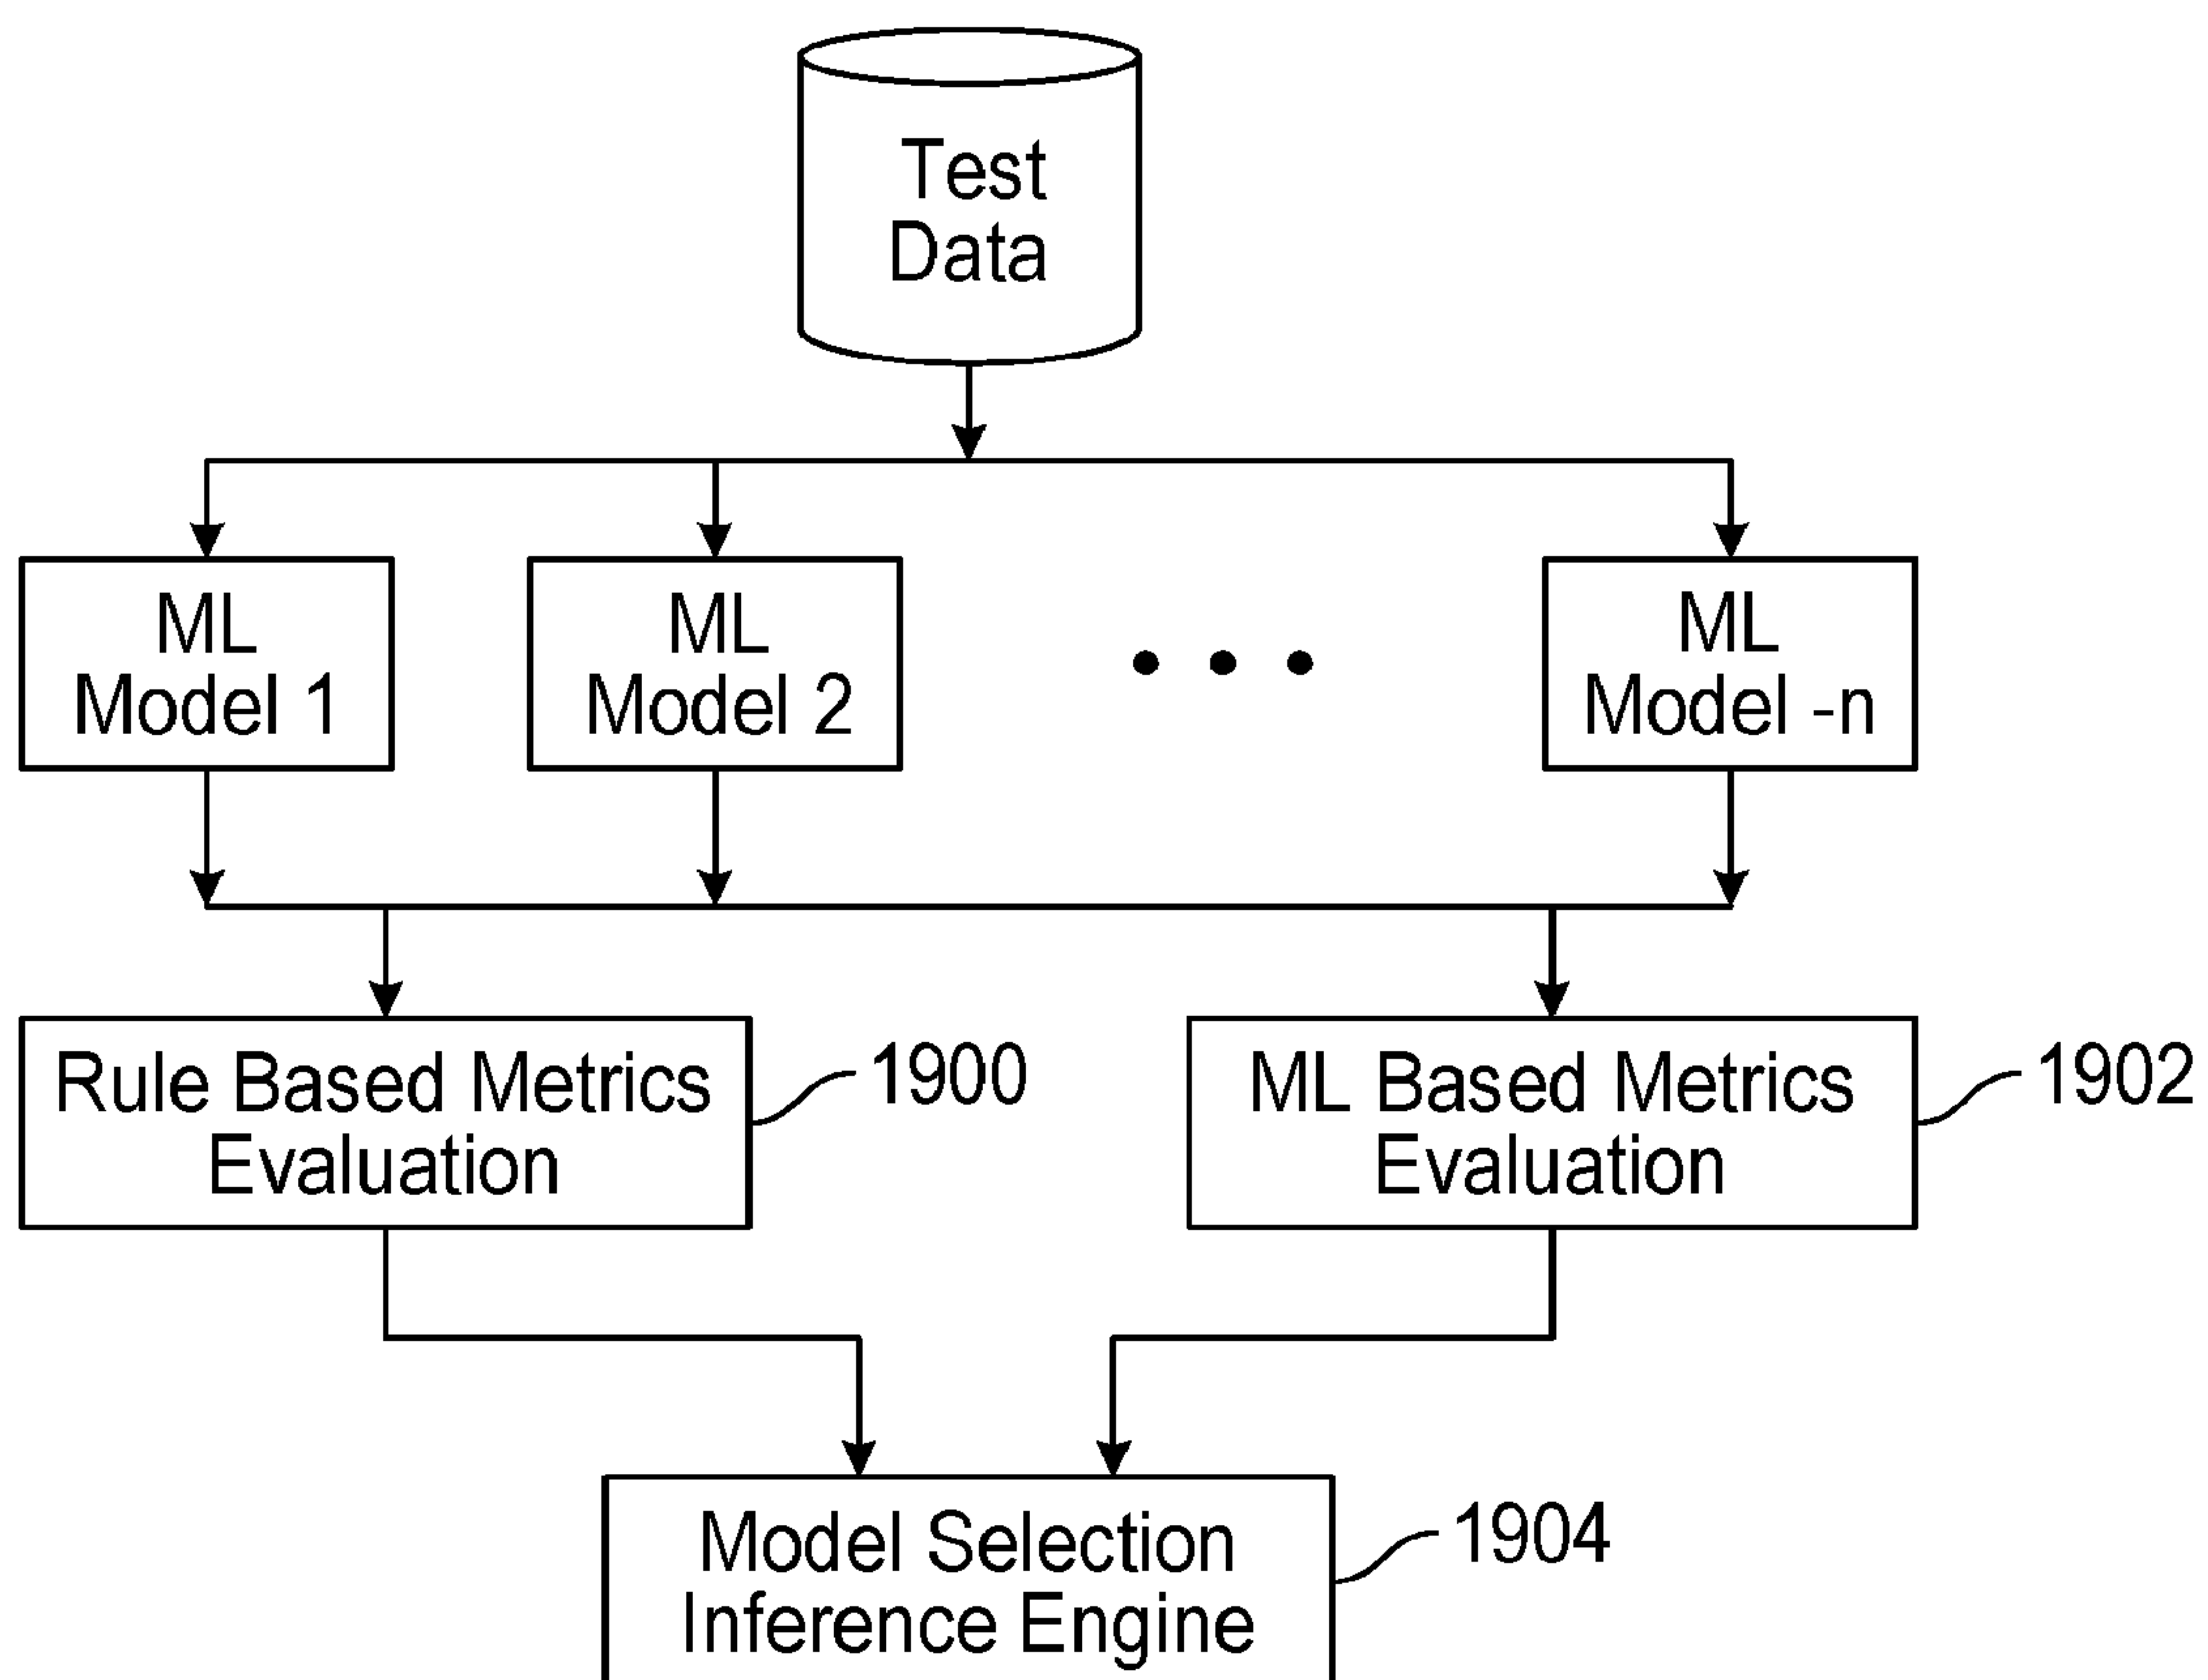 Test
Data
ML
Model 1
ML
Model 2
ML
Model -n
Rule Based Metrics
Evaluation
1900
ML Based Metrics
Evaluation
1902
Model Selection
Inference Engine
1904